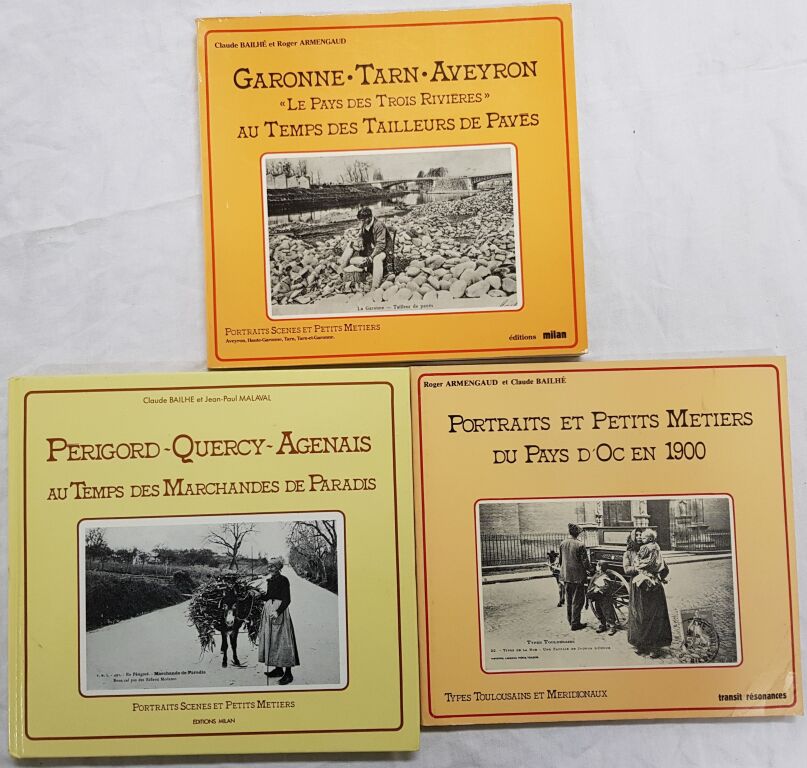 Claude BAILHÉ et Roger ARMENGAUD
GARONNE • TARN • AVEYRON
« LE PAYS DES TROIS RIVIERES »
AU TEMPS DES TAILLEURS DE PAVES
La Garonne — Tailleur de pavés
PORTRAITS SCENES ET PETITS METIERS
Aveyron, Haute-Garonne, Tarn, Tarn-et-Garonne.
éditions milan
Claude BAILHE et Jean-Paul MALAVAL
PERIGORD ~ QUERCY ~ AGENAIS
AU TEMPS DES MARCHANDES DE PARADIS
En Périgord - Marchande de Paradis
PORTRAITS SCENES ET PETITS METIERS
ÉDITIONS MILAN
Roger ARMENGAUD et Claude BAILHÉ
PORTRAITS ET PETITS METIERS
DU PAYS D'OC EN 1900
TYPES TOULOUSAINS
TYPES TOULOUSAINS ET MERIDIONAUX
transit résonances